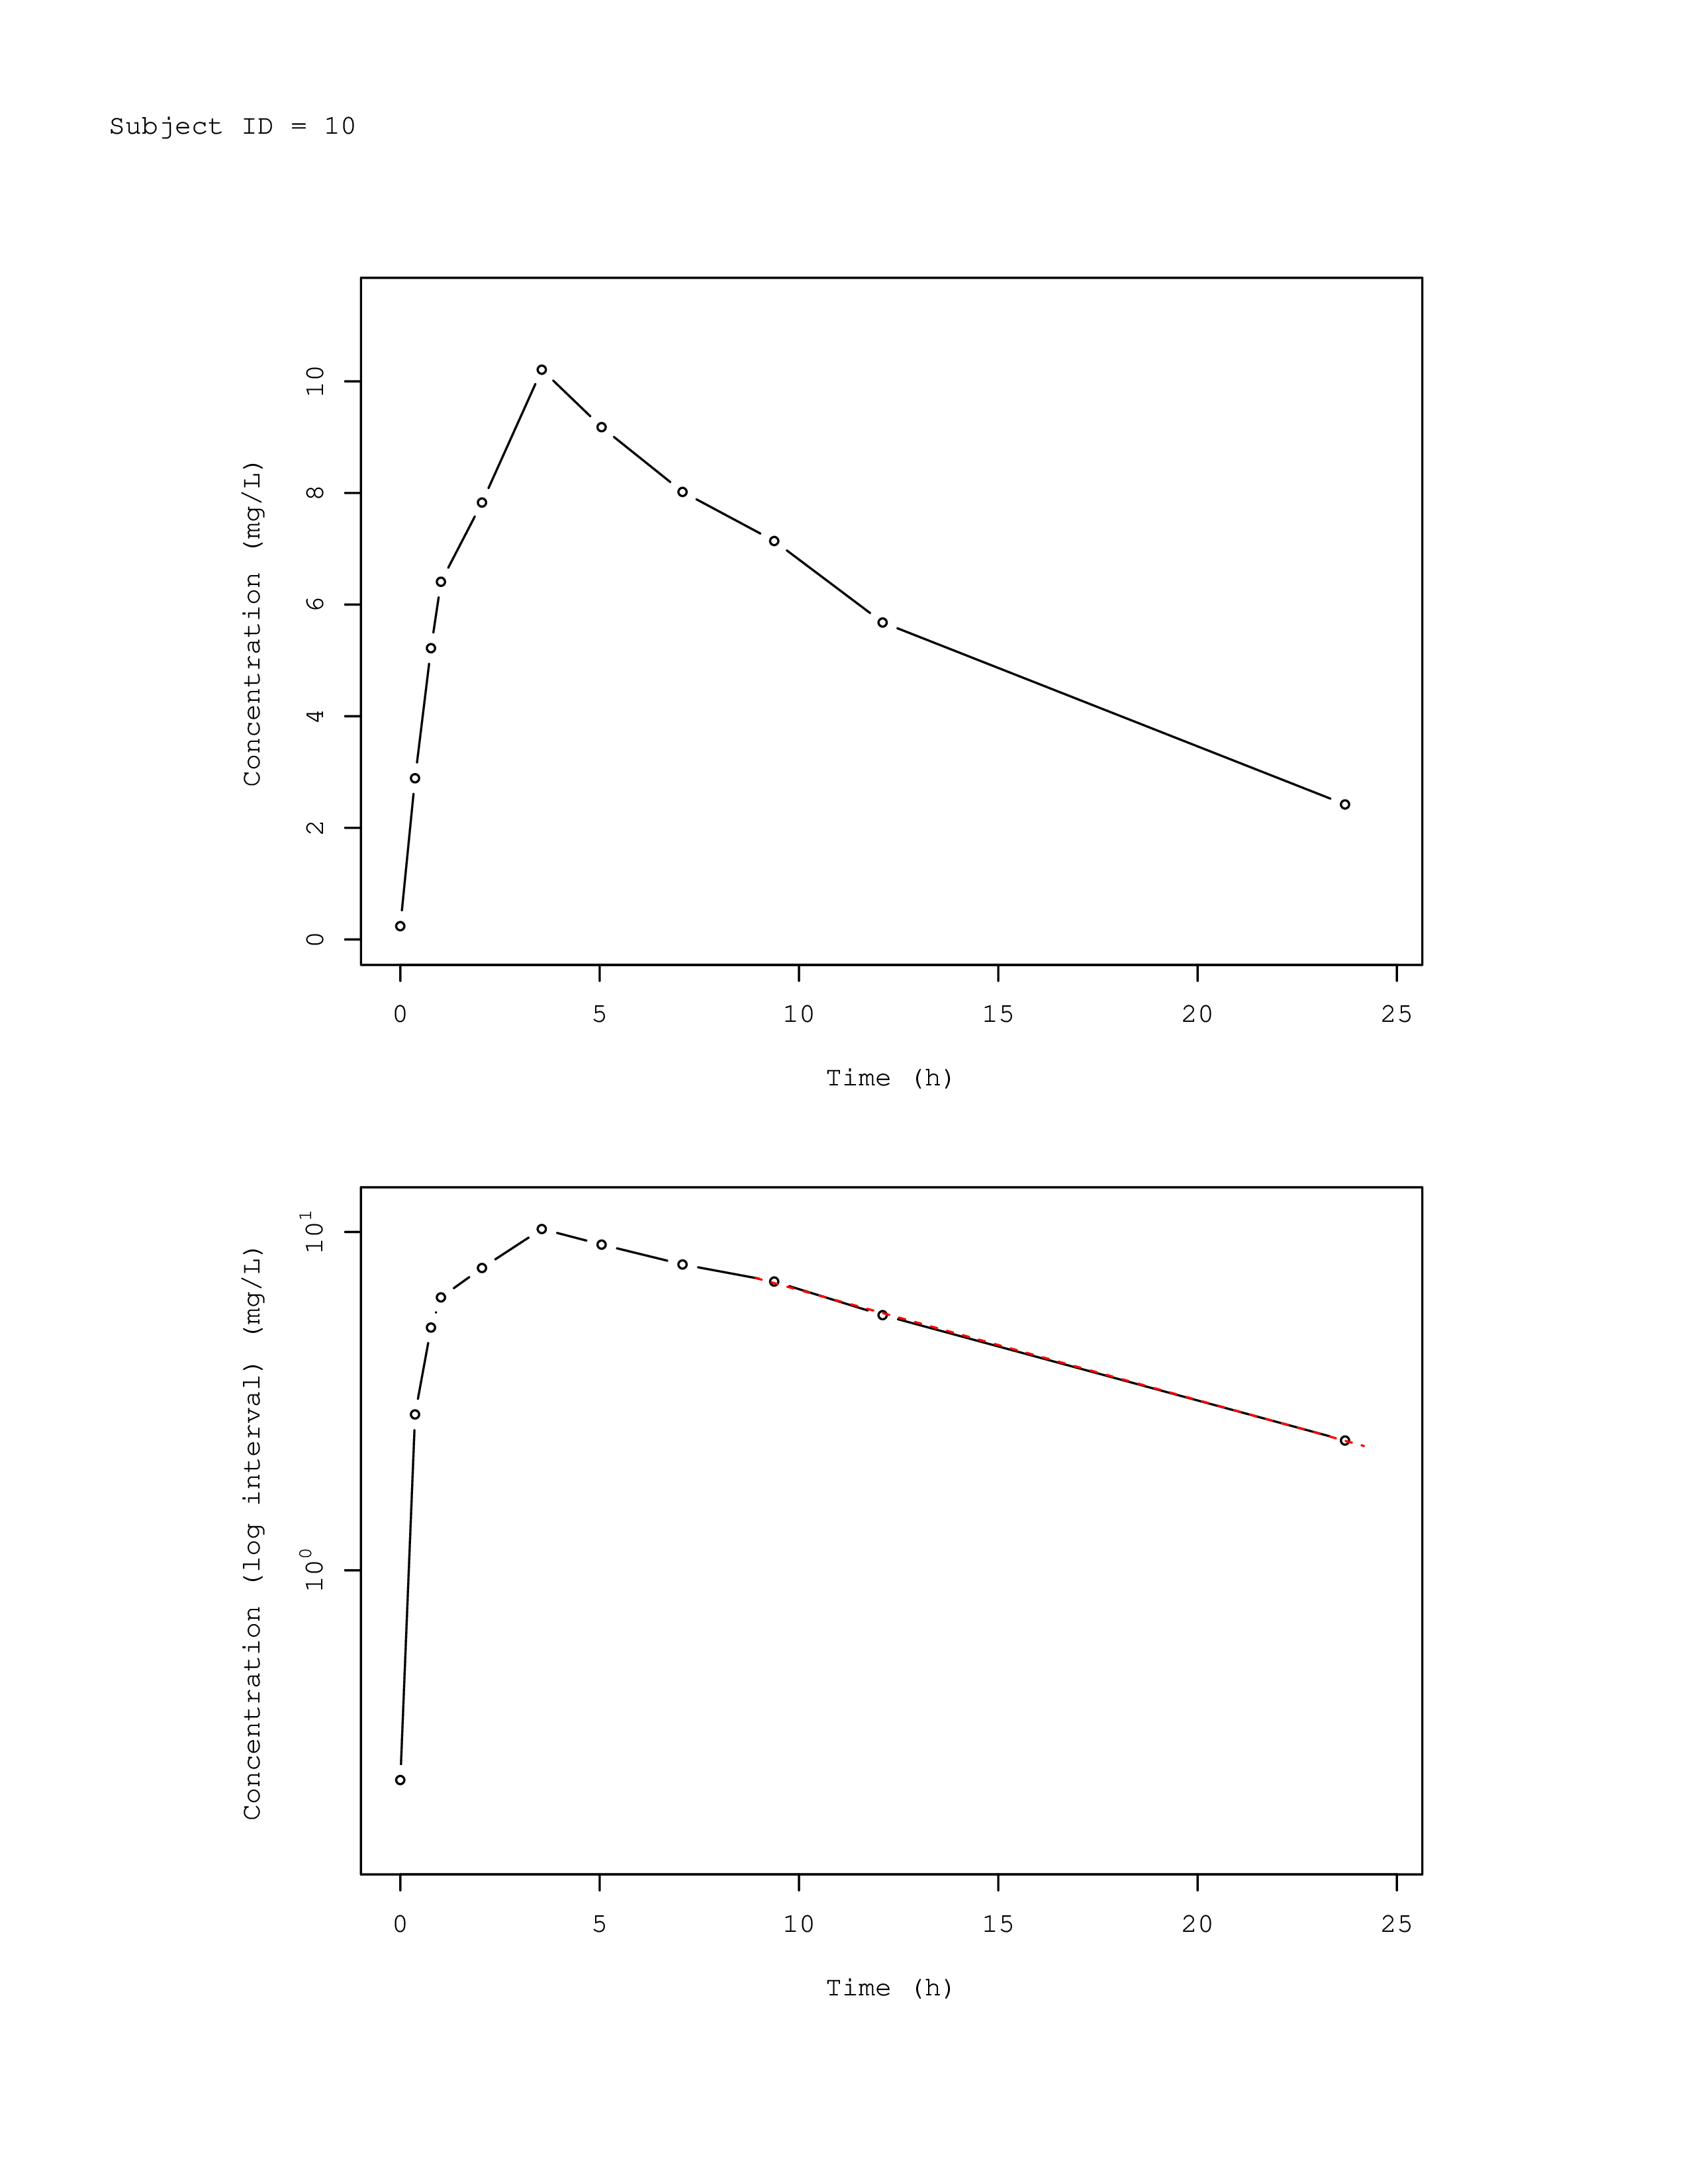 Subject ID = 10
Concentration (mg/L)
10
8
6
4
2
0
0 5 10 15 20 25
Time (h)
Concentration (log interval) (mg/L)
10¹
10⁰
0 5 10 15 20 25
Time (h)